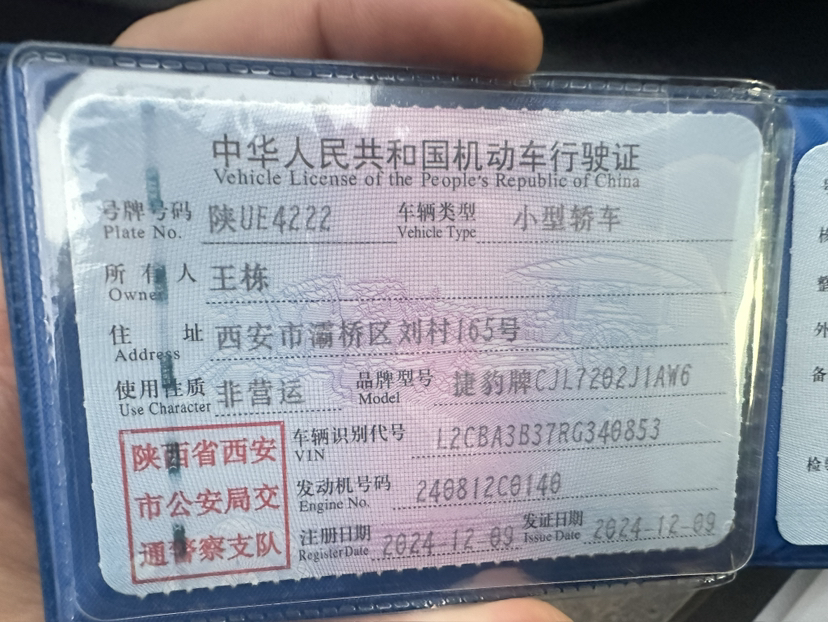 中华人民共和国机动车行驶证
Vehicle License of the People's Republic of China
号牌号码 陕UE4222 车辆类型 小型轿车
Plate No. Vehicle Type
所有人 王栋
Owner
住址 西安市灞桥区刘村165号
Address
使用性质 非营运 品牌型号 捷豹牌CJL7202J1AW6
Use Character Model
陕西省西安
市公安局交
通警察支队
车辆识别代号 L2CBA3B37RG340853
VIN
发动机号码 240812C0140
Engine No.
注册日期 2024-12-09 发证日期 2024-12-09
Register Date Issue Date
外
备